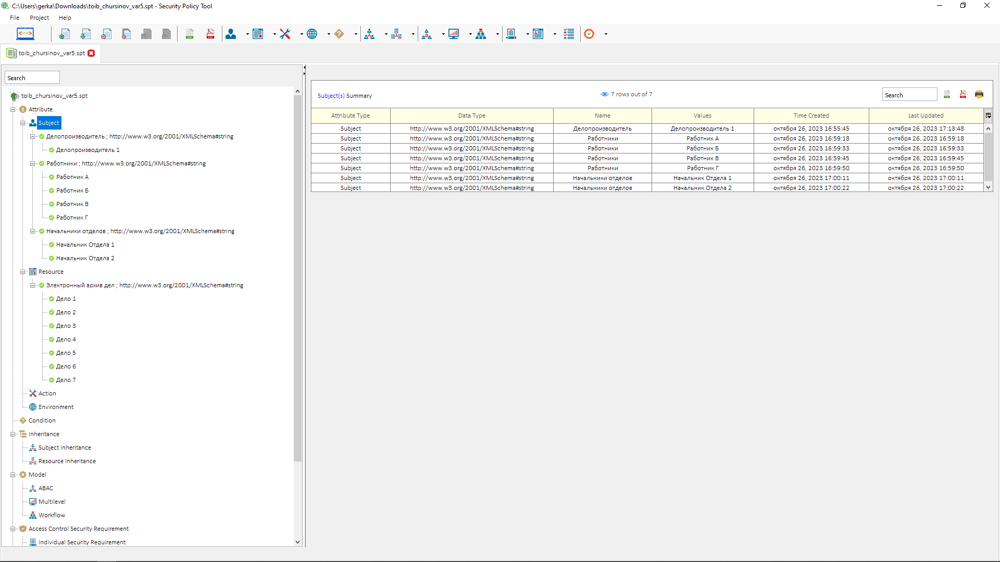 C:\Users\gerka\Downloads\toib_chursinov_var5.spt - Security Policy Tool
File Project Help
toib_chursinov_var5.spt
Search
toib_chursinov_var5.spt
Attribute
Subject
Делопроизводитель ; http://www.w3.org/2001/XMLSchema#string
Делопроизводитель 1
Работники ; http://www.w3.org/2001/XMLSchema#string
Работник А
Работник Б
Работник В
Работник Г
Начальники отделов ; http://www.w3.org/2001/XMLSchema#string
Начальник Отдела 1
Начальник Отдела 2
Resource
Электронный архив дел ; http://www.w3.org/2001/XMLSchema#string
Дело 1
Дело 2
Дело 3
Дело 4
Дело 5
Дело 6
Дело 7
Action
Environment
Condition
Inheritance
Subject Inheritance
Resource Inheritance
Model
ABAC
Multilevel
Workflow
Access Control Security Requirement
Individual Security Requirement
Subject(s) Summary 7 rows out of 7 Search
Attribute Type Data Type Name Values Time Created Last Updated
Subject http://www.w3.org/2001/XMLSchema#string Делопроизводитель Делопроизводитель 1 октября 26, 2023 16:55:45 октября 26, 2023 17:13:48
Subject http://www.w3.org/2001/XMLSchema#string Работники Работник А октября 26, 2023 16:59:18 октября 26, 2023 16:59:18
Subject http://www.w3.org/2001/XMLSchema#string Работники Работник Б октября 26, 2023 16:59:33 октября 26, 2023 16:59:33
Subject http://www.w3.org/2001/XMLSchema#string Работники Работник В октября 26, 2023 16:59:45 октября 26, 2023 16:59:45
Subject http://www.w3.org/2001/XMLSchema#string Работники Работник Г октября 26, 2023 16:59:50 октября 26, 2023 16:59:50
Subject http://www.w3.org/2001/XMLSchema#string Начальники отделов Начальник Отдела 1 октября 26, 2023 17:00:11 октября 26, 2023 17:00:11
Subject http://www.w3.org/2001/XMLSchema#string Начальники отделов Начальник Отдела 2 октября 26, 2023 17:00:22 октября 26, 2023 17:00:22